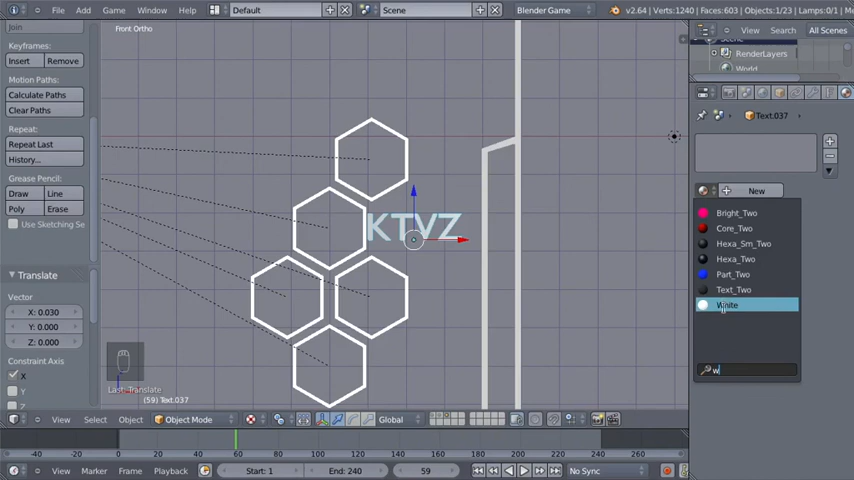 File Add Game Window Help Default Scene Blender Game v2.64 | Verts:1240 | Faces:603 | Objects:1/23 | Mem:
Join
Keyframes:
Insert Remove
Motion Paths:
Calculate Paths
Clear Paths
Repeat:
Repeat Last
History...
Grease Pencil:
Draw Line
Poly Erase
Use Sketching Se
Translate
Vector
X: 0.030
Y: 0.000
Z: 0.000
Constraint Axis
X
Y
Front Ortho
KTVZ
Last: Translate
(59) Text.037
View Search All Scenes
Scene
RenderLayers
World
Text.037
New
Bright_Two
Core_Two
Hexa_Sm_Two
Hexa_Two
Part_Two
Text_Two
White
w
View Select Object Object Mode Global
-40 -20 0 20 40 60 80 100 120 140 160 180 200 220 240 260
View Marker Frame Playback Start: 1 End: 240 59 No Sync